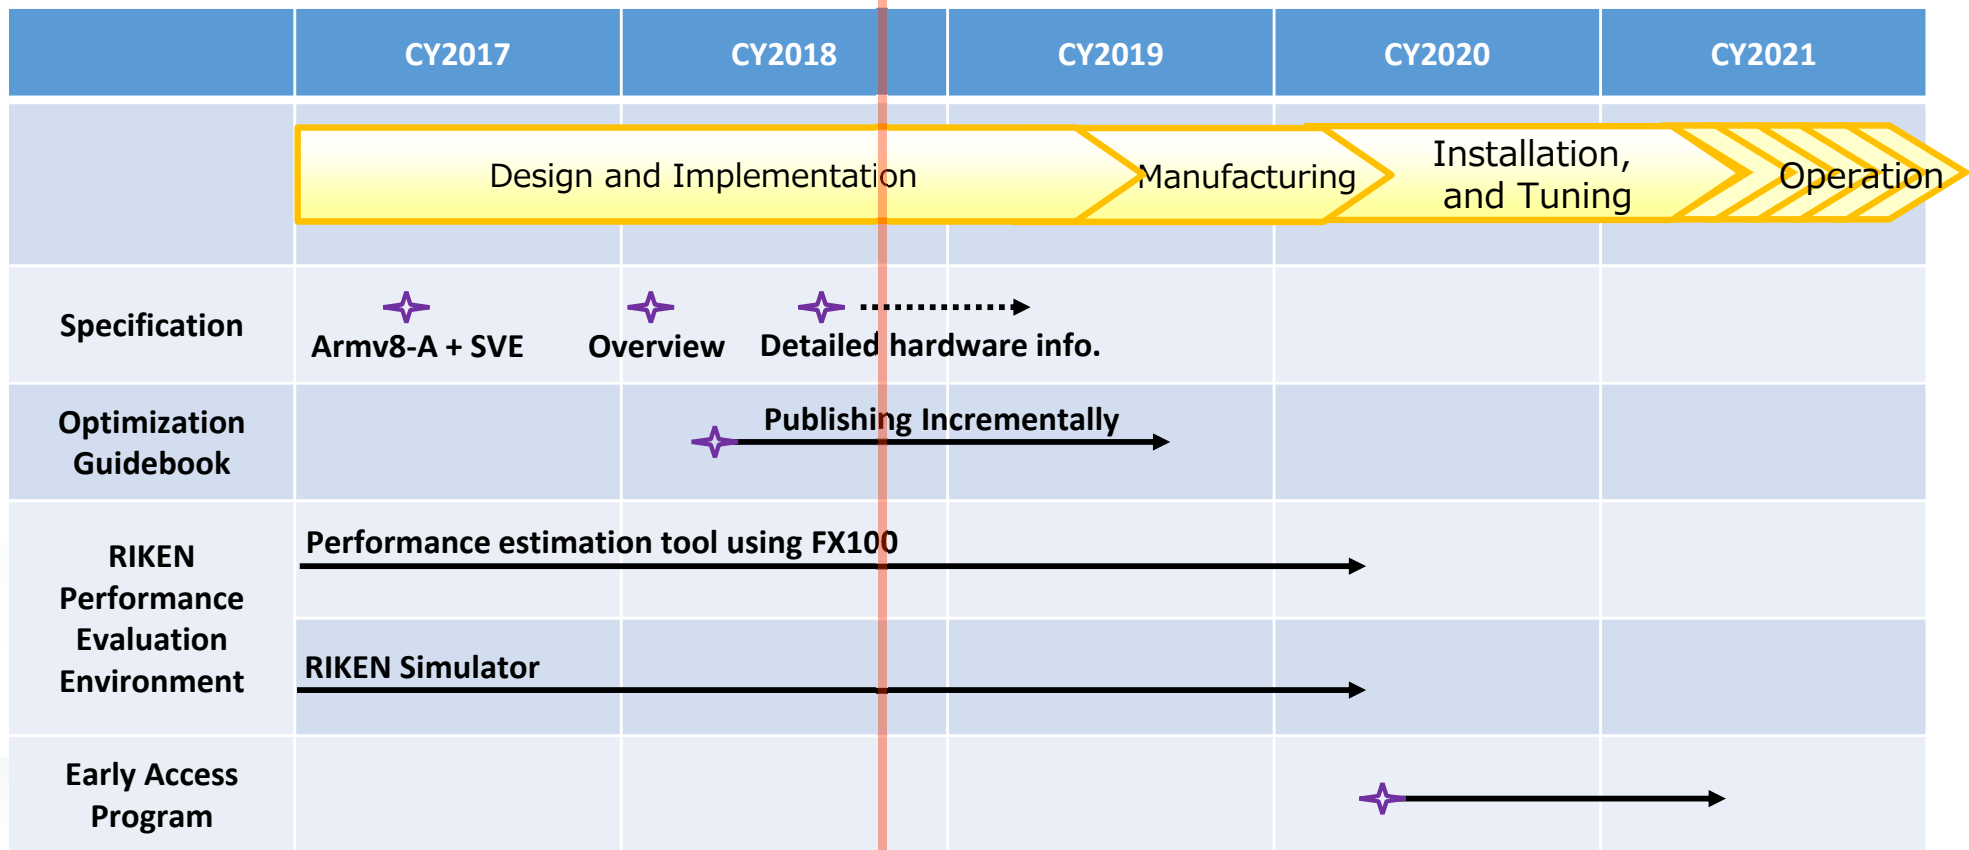 CY2017
CY2018
CY2019
CY2020
CY2021
Design and Implementation
Manufacturing
Installation,
and Tuning
Operation
Specification
Armv8-A + SVE
Overview
Detailed hardware info.
Optimization
Guidebook
Publishing Incrementally
RIKEN
Performance
Evaluation
Environment
Performance estimation tool using FX100
RIKEN Simulator
Early Access
Program